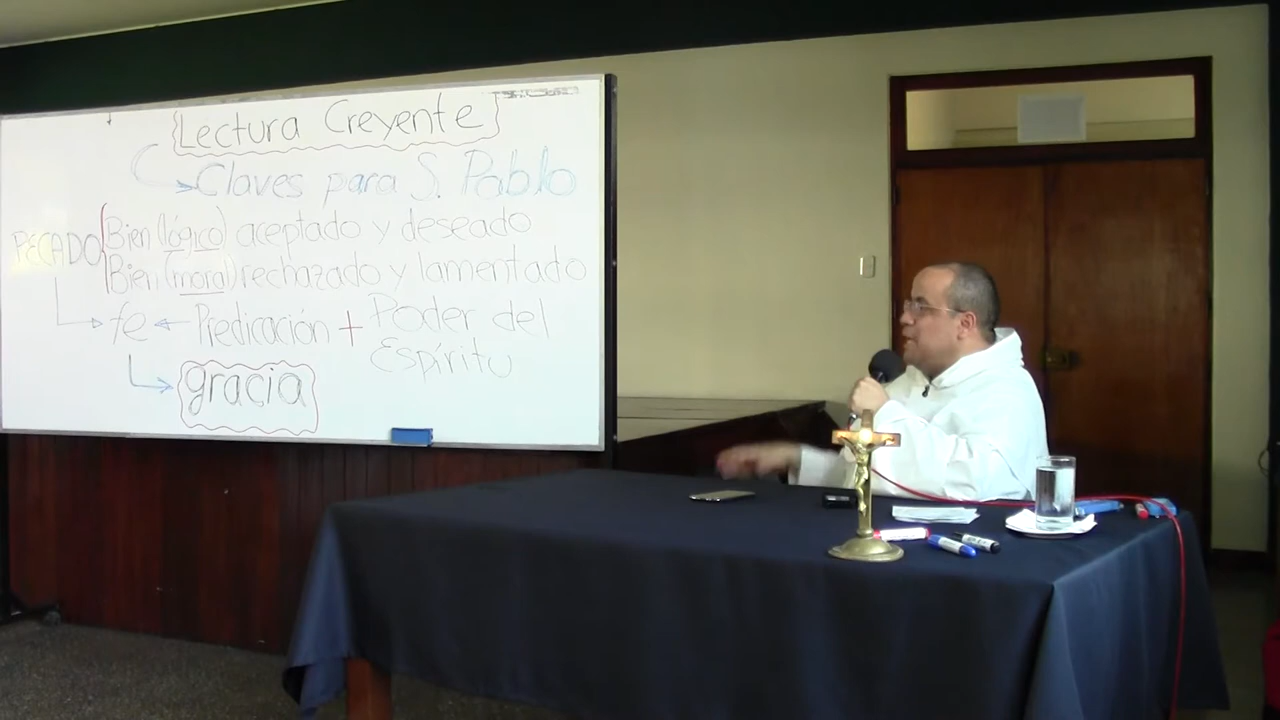 Lectura Creyente
Claves para S. Pablo
PECADO
Bien (lógico) aceptado y deseado
Bien (moral) rechazado y lamentado
fe Predicación + Poder del
Espíritu
gracia